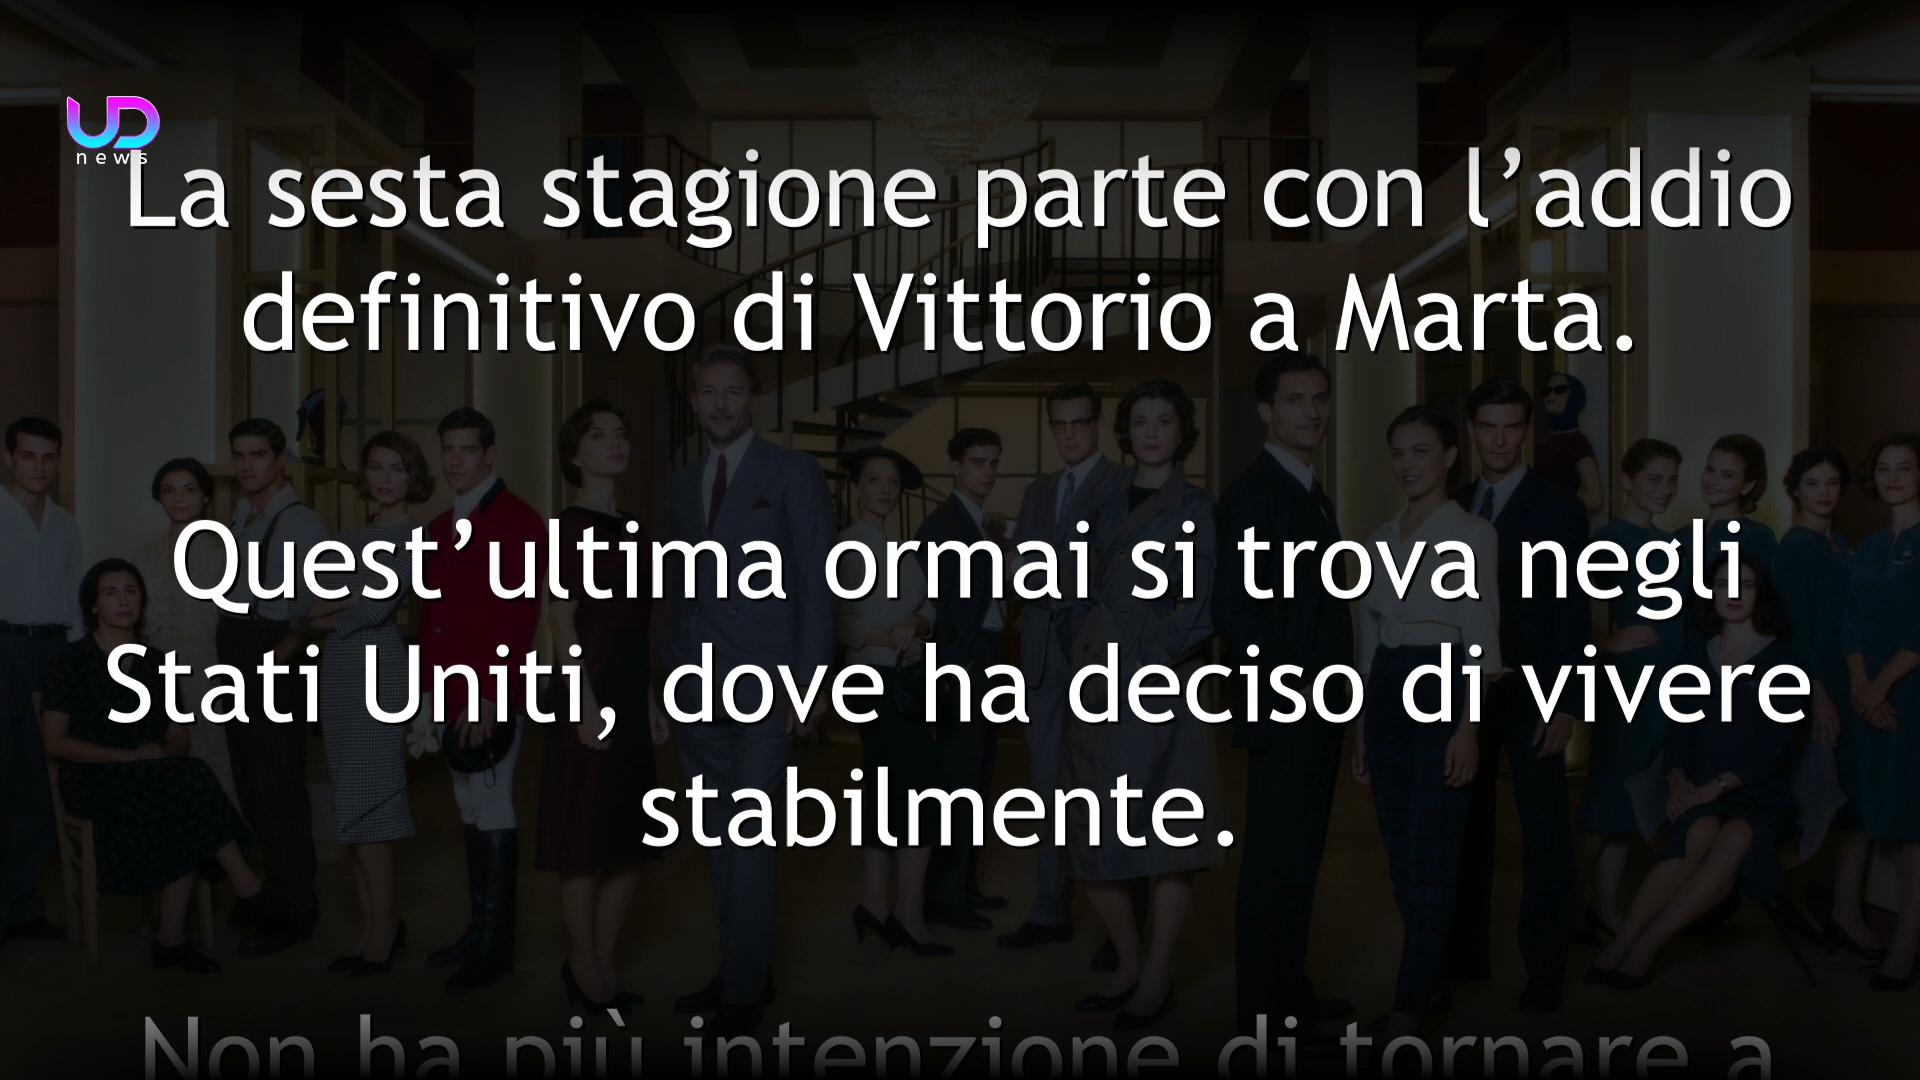 UD
news
La sesta stagione parte con l’addio
definitivo di Vittorio a Marta.
Quest’ultima ormai si trova negli
Stati Uniti, dove ha deciso di vivere
stabilmente.
Non ha più intenzione di tornare a